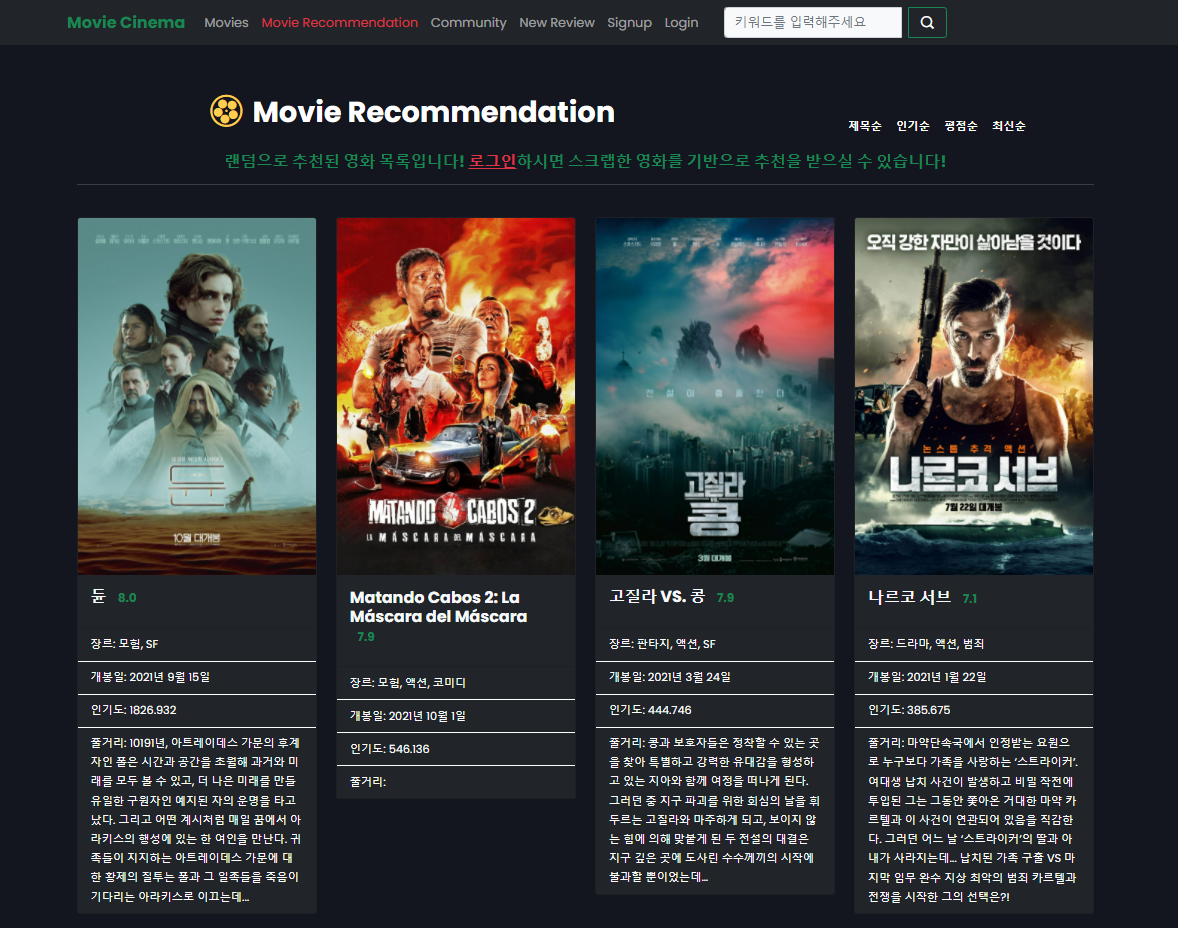 Movie Cinema Movies Movie Recommendation Community New Review Signup Login 키워드를 입력해주세요
Movie Recommendation
제목순 인기순 평점순 최신순
랜덤으로 추천된 영화 목록입니다! 로그인하시면 스크랩한 영화를 기반으로 추천을 받으실 수 있습니다!
듄
10월 대개봉
MATANDO CABOS 2
LA MÁSCARA DEL MÁSCARA
전설이 충돌한다
고질라 VS. 콩
3월 대개봉
오직 강한 자만이 살아남을 것이다
논스톱 추격 액션
나르코 서브
7월 22일 대개봉
듄 8.0
장르: 모험, SF
개봉일: 2021년 9월 15일
인기도: 1826.932
줄거리: 10191년, 아트레이데스 가문의 후계
자인 폴은 시간과 공간을 초월해 과거와 미
래를 모두 볼 수 있고, 더 나은 미래를 만들
유일한 구원자인 예지된 자의 운명을 타고
났다. 그리고 어떤 계시처럼 매일 꿈에서 아
라키스의 행성에 있는 한 여인을 만난다. 귀
족들이 지지하는 아트레이데스 가문에 대
한 황제의 질투는 폴과 그 일족들을 죽음이
기다리는 아라키스로 이끄는데…
Matando Cabos 2: La
Máscara del Máscara
7.9
장르: 모험, 액션, 코미디
개봉일: 2021년 10월 1일
인기도: 546.136
줄거리:
고질라 VS. 콩 7.9
장르: 판타지, 액션, SF
개봉일: 2021년 3월 24일
인기도: 444.746
줄거리: 콩과 보호자들은 정착할 수 있는 곳
을 찾아 특별하고 강력한 유대감을 형성하
고 있는 지아와 함께 여정을 떠나게 된다.
그러던 중 지구 파괴를 위한 회심의 날을 휘
두르는 고질라와 마주하게 되고, 보이지 않
는 힘에 의해 맞붙게 된 두 전설의 대결은
지구 깊은 곳에 도사린 수수께끼의 시작에
불과할 뿐이었는데…
나르코 서브 7.1
장르: 드라마, 액션, 범죄
개봉일: 2021년 1월 22일
인기도: 385.675
줄거리: 마약단속국에서 인정받는 요원으
로 누구보다 가족을 사랑하는 ‘스트라이커’.
여대생 납치 사건이 발생하고 비밀 작전에
투입된 그는 그동안 쫓아온 거대한 마약 카
르텔과 이 사건이 연관되어 있음을 직감한
다. 그러던 어느 날 ‘스트라이커’의 딸과 아
내가 사라지는데… 납치된 가족 구출 VS 마
지막 임무 완수 지상 최악의 범죄 카르텔과
전쟁을 시작한 그의 선택은?!